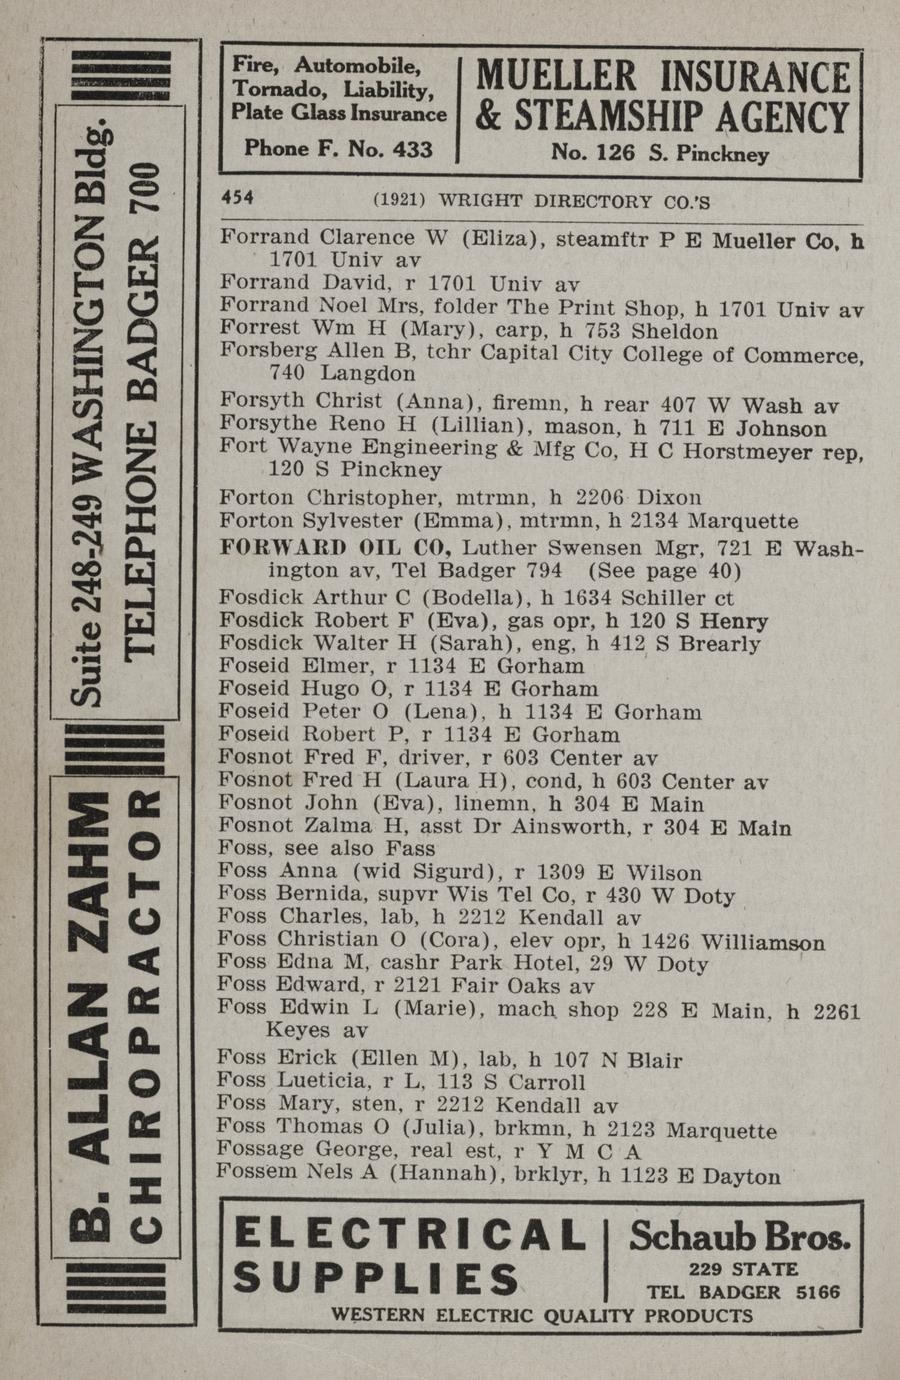 Fire, Automobile,
Tornado, Liability,
Plate Glass Insurance
Phone F. No. 433
MUELLER INSURANCE
& STEAMSHIP AGENCY
No. 126 S. Pinckney
454 (1921) WRIGHT DIRECTORY CO.'S
Forrand Clarence W (Eliza), steamftr P E Mueller Co, h
1701 Univ av
Forrand David, r 1701 Univ av
Forrand Noel Mrs, folder The Print Shop, h 1701 Univ av
Forrest Wm H (Mary), carp, h 753 Sheldon
Forsberg Allen B, tchr Capital City College of Commerce,
740 Langdon
Forsyth Christ (Anna), firemn, h rear 407 W Wash av
Forsythe Reno H (Lillian), mason, h 711 E Johnson
Fort Wayne Engineering & Mfg Co, H C Horstmeyer rep,
120 S Pinckney
Forton Christopher, mtrmn, h 2206 Dixon
Forton Sylvester (Emma), mtrmn, h 2134 Marquette
FORWARD OIL CO, Luther Swensen Mgr, 721 E Wash-
ington av, Tel Badger 794 (See page 40)
Fosdick Arthur C (Bodella), h 1634 Schiller ct
Fosdick Robert F (Eva), gas opr, h 120 S Henry
Fosdick Walter H (Sarah), eng, h 412 S Brearly
Foseid Elmer, r 1134 E Gorham
Foseid Hugo O, r 1134 E Gorham
Foseid Peter O (Lena), h 1134 E Gorham
Foseid Robert P, r 1134 E Gorham
Fosnot Fred F, driver, r 603 Center av
Fosnot Fred H (Laura H), cond, h 603 Center av
Fosnot John (Eva), linemn, h 304 E Main
Fosnot Zalma H, asst Dr Ainsworth, r 304 E Main
Foss, see also Fass
Foss Anna (wid Sigurd), r 1309 E Wilson
Foss Bernida, supvr Wis Tel Co, r 430 W Doty
Foss Charles, lab, h 2212 Kendall av
Foss Christian O (Cora), elev opr, h 1426 Williamson
Foss Edna M, cashr Park Hotel, 29 W Doty
Foss Edward, r 2121 Fair Oaks av
Foss Edwin L (Marie), mach shop 228 E Main, h 2261
Keyes av
Foss Erick (Ellen M), lab, h 107 N Blair
Foss Lueticia, r L, 113 S Carroll
Foss Mary, sten, r 2212 Kendall av
Foss Thomas O (Julia), brkmn, h 2123 Marquette
Fossage George, real est, r Y M C A
Fossem Nels A (Hannah), brklyr, h 1123 E Dayton
ELECTRICAL
SUPPLIES
Schaub Bros.
229 STATE
TEL BADGER 5166
WESTERN ELECTRIC QUALITY PRODUCTS
B. ALLAN ZAHM
CHIROPRACTOR
Suite 248-249 WASHINGTON Bldg.
TELEPHONE BADGER 700